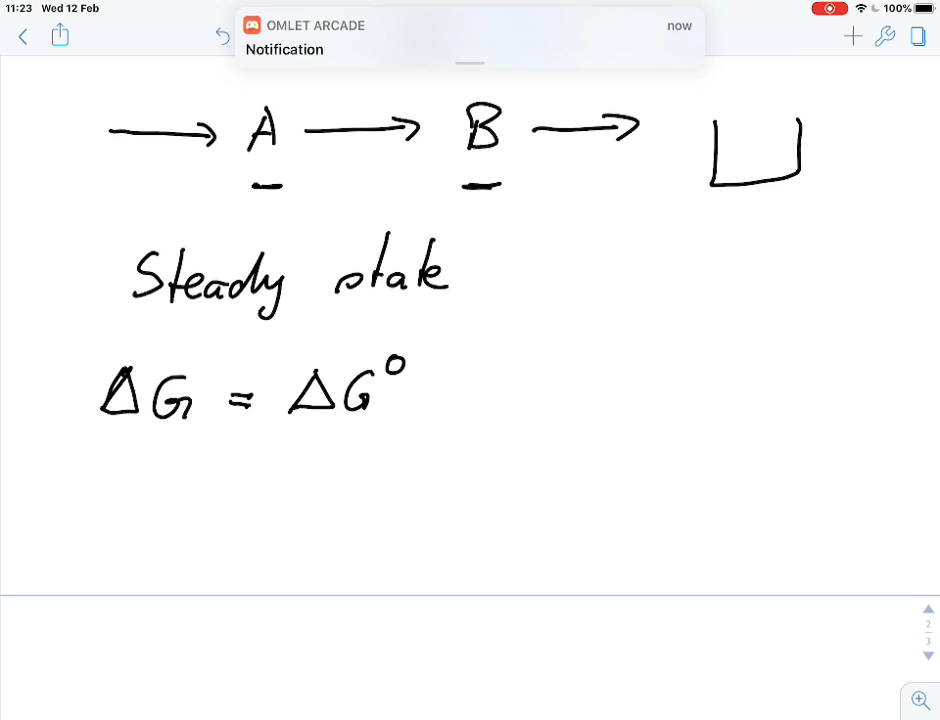 11:23 Wed 12 Feb
100%
OMLET ARCADE now
Notification
→ A → B →
Steady state
ΔG = ΔG°
2
3